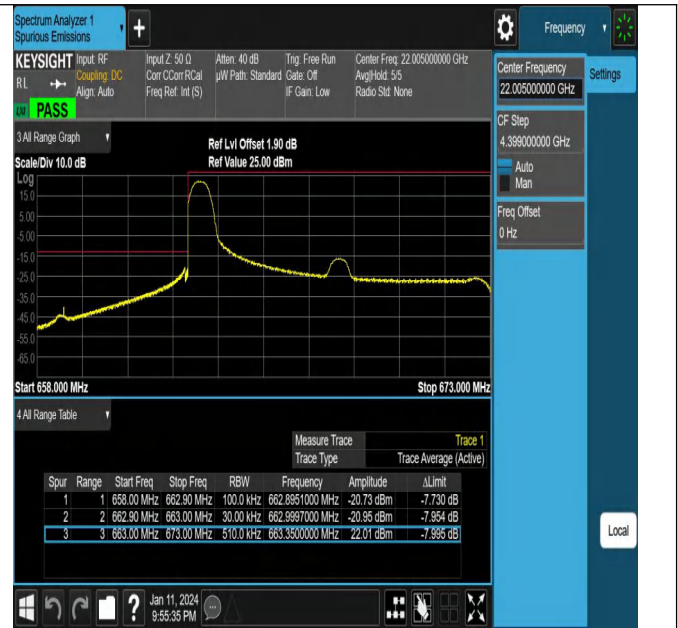 Spectrum Analyzer 1
Spurious Emissions
+
Frequency
KEYSIGHT Input: RF Input Z: 50 Ω Atten: 40 dB Trig: Free Run Center Freq: 22.005000000 GHz
RL Coupling: DC Corr CCorr RCal µW Path: Standard Gate: Off Avg|Hold: 5/5
Align: Auto Freq Ref: Int (S) IF Gain: Low Radio Std: None
PASS
Center Frequency
22.005000000 GHz
Settings
CF Step
4.399000000 GHz
Auto
Man
Freq Offset
0 Hz
3 All Range Graph
Ref Lvl Offset 1.90 dB
Scale/Div 10.0 dB Ref Value 25.00 dBm
Log
15.0
5.00
-5.00
-15.0
-25.0
-35.0
-45.0
-55.0
-65.0
Start 658.000 MHz Stop 673.000 MHz
4 All Range Table
Measure Trace Trace 1
Trace Type Trace Average (Active)
Spur Range Start Freq Stop Freq RBW Frequency Amplitude ΔLimit
1 1 658.00 MHz 662.90 MHz 100.0 kHz 662.8951000 MHz -20.73 dBm -7.730 dB
2 2 662.90 MHz 663.00 MHz 30.00 kHz 662.9997000 MHz -20.95 dBm -7.954 dB
3 3 663.00 MHz 673.00 MHz 510.0 kHz 663.3500000 MHz 22.01 dBm -7.995 dB
Local
? Jan 11, 2024
9:55:35 PM